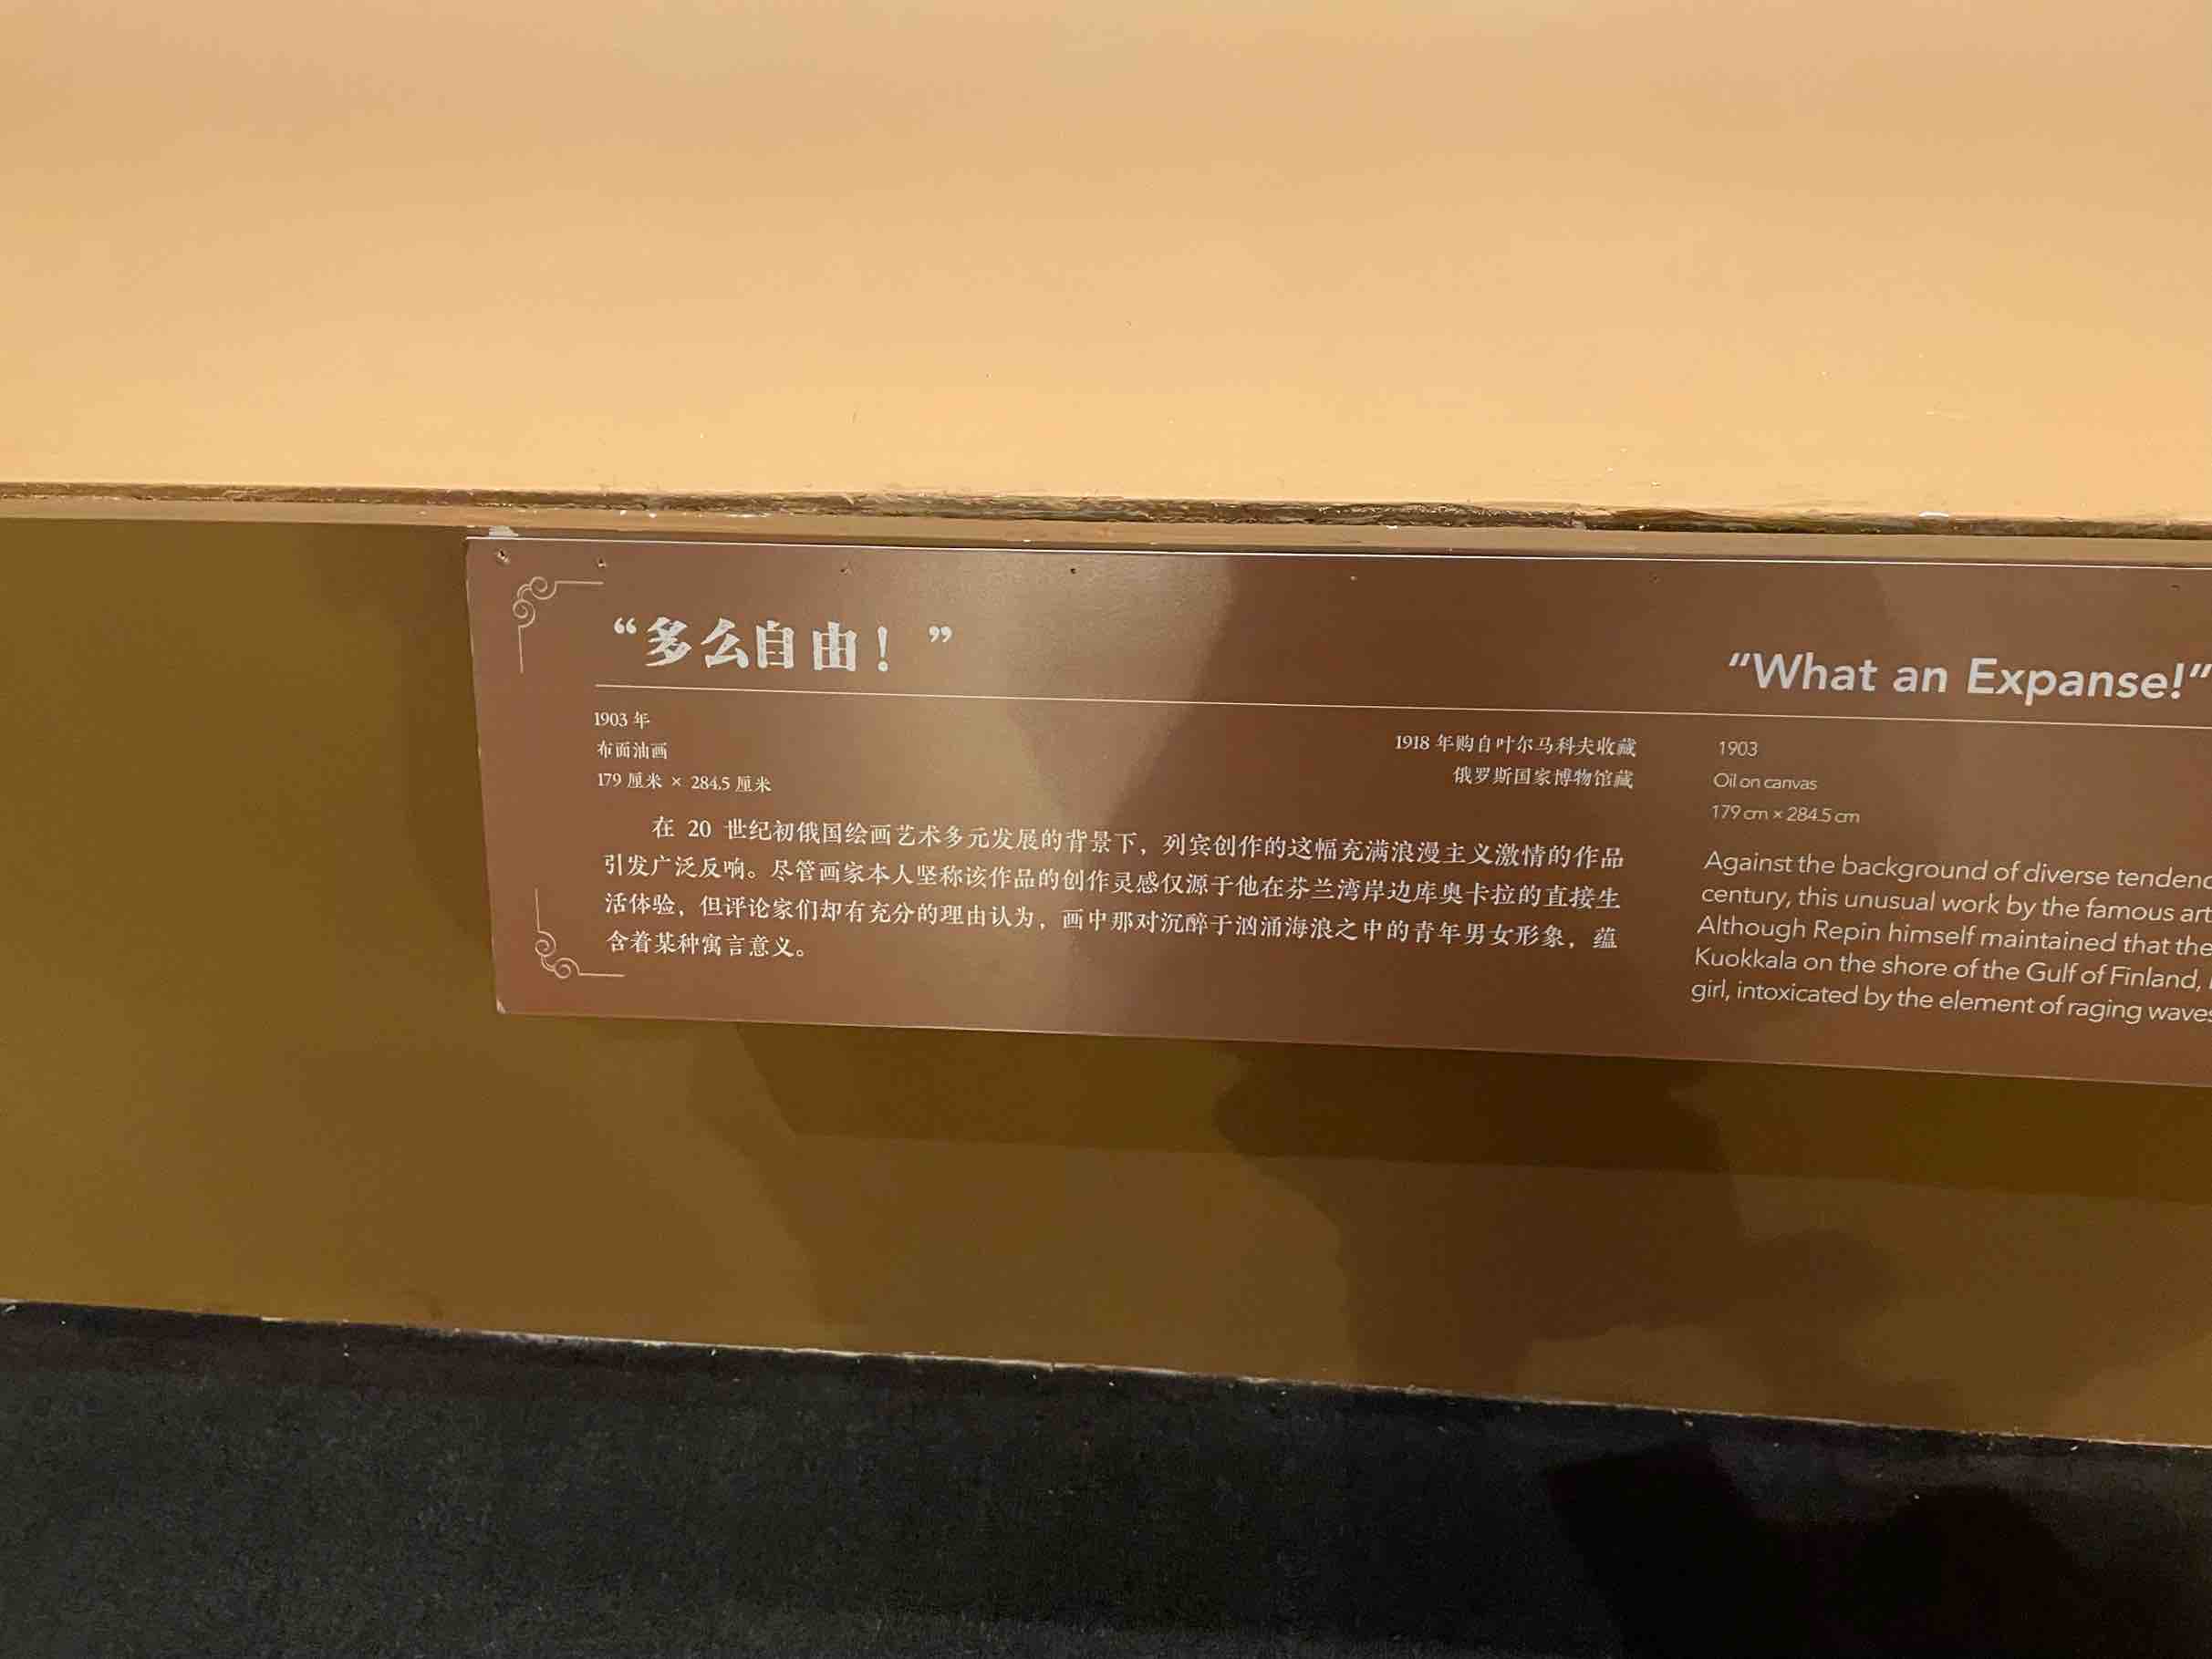 “多么自由！”
1903 年
布面油画
179 厘米 × 284.5 厘米
1918 年购自叶尔马科夫收藏
俄罗斯国家博物馆藏
在 20 世纪初俄国绘画艺术多元发展的背景下，列宾创作的这幅充满浪漫主义激情的作品
引发广泛反响。尽管画家本人坚称该作品的创作灵感仅源于他在芬兰湾岸边库奥卡拉的直接生
活体验，但评论家们却有充分的理由认为，画中那对沉醉于汹涌海浪之中的青年男女形象，蕴
含着某种寓言意义。
“What an Expanse!”
1903
Oil on canvas
179 cm × 284.5 cm
Against the background of diverse
century, this unusual work by the famous
Although Repin himself maintained that the
Kuokkala on the shore of the Gulf of Finland,
girl, intoxicated by the element of raging